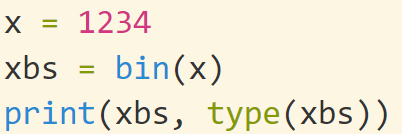 x = 1234
xbs = bin(x)
print(xbs, type(xbs))